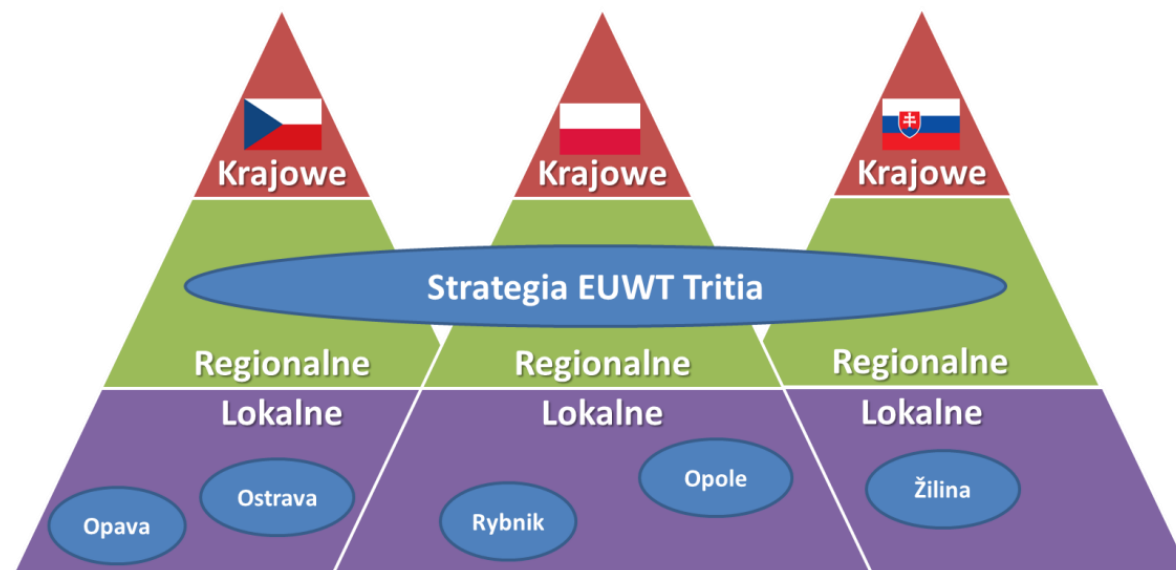 Krajowe
Krajowe
Krajowe
Strategia EUWT Tritia
Regionalne
Regionalne
Regionalne
Lokalne
Lokalne
Lokalne
Opava
Ostrava
Rybnik
Opole
Žilina